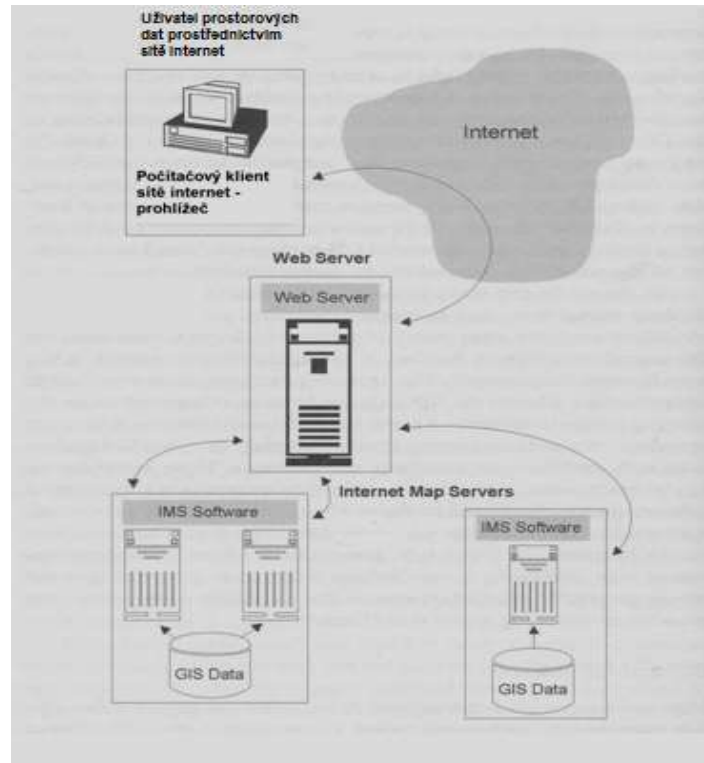 Uživatel prostorových
dat prostřednictvím
sítě internet
Internet
Počítačový klient
sítě internet -
prohlížeč
Web Server
Web Server
Internet Map Servers
IMS Software
IMS Software
GIS Data
GIS Data